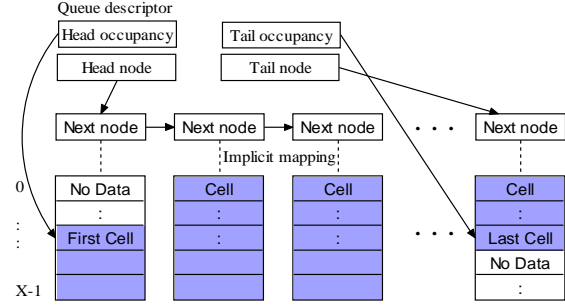 Queue descriptor
Head occupancy Tail occupancy
Head node Tail node
Next node Next node Next node . . . Next node
Implicit mapping
0 No Data Cell Cell Cell
: : : : :
: First Cell : : . . . Last Cell
No Data
X-1 :